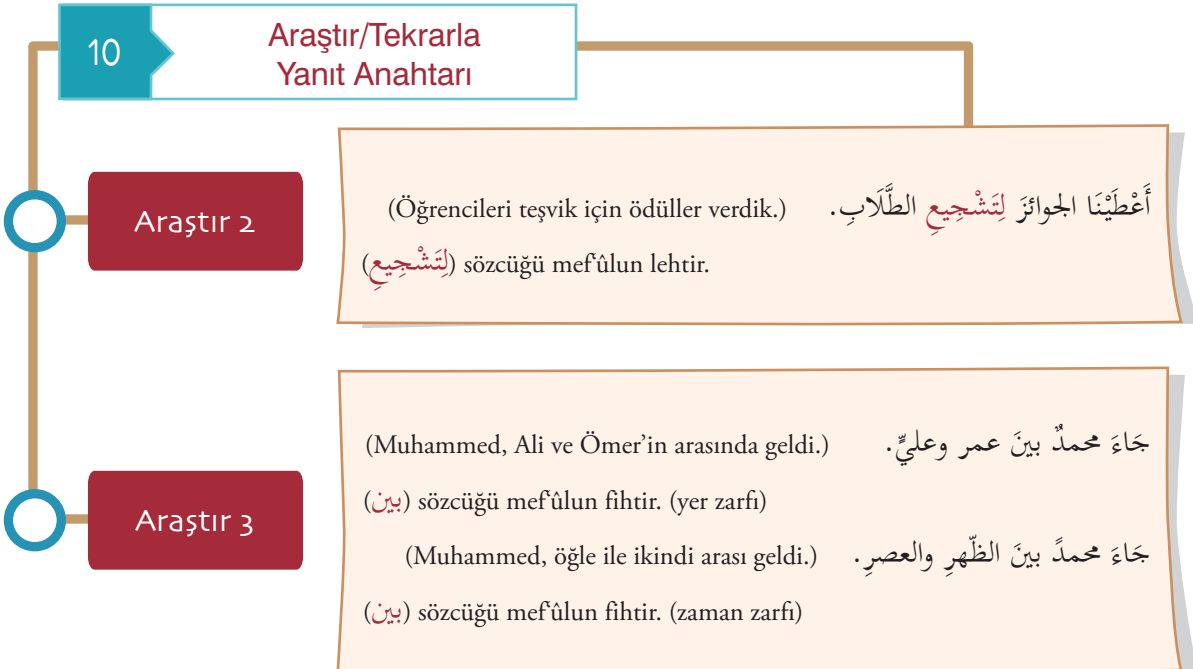 10
Araştır/Tekrarla
Yanıt Anahtarı
Araştır 2
أَعْطَيْنَا الجوائزَ لِتَشْجِيعِ الطَّلَابِ. (Öğrencileri teşvik için ödüller verdik.)
(لِتَشْجِيعِ) sözcüğü mef‘ûlun lehtir.
Araştır 3
جَاءَ محمدٌ بينَ عمر وعليٍّ. (Muhammed, Ali ve Ömer'in arasında geldi.)
(بين) sözcüğü mef‘ûlun fihtir. (yer zarfı)
جَاءَ محمدً بينَ الظّهرِ والعصرِ. (Muhammed, öğle ile ikindi arası geldi.)
(بين) sözcüğü mef‘ûlun fihtir. (zaman zarfı)